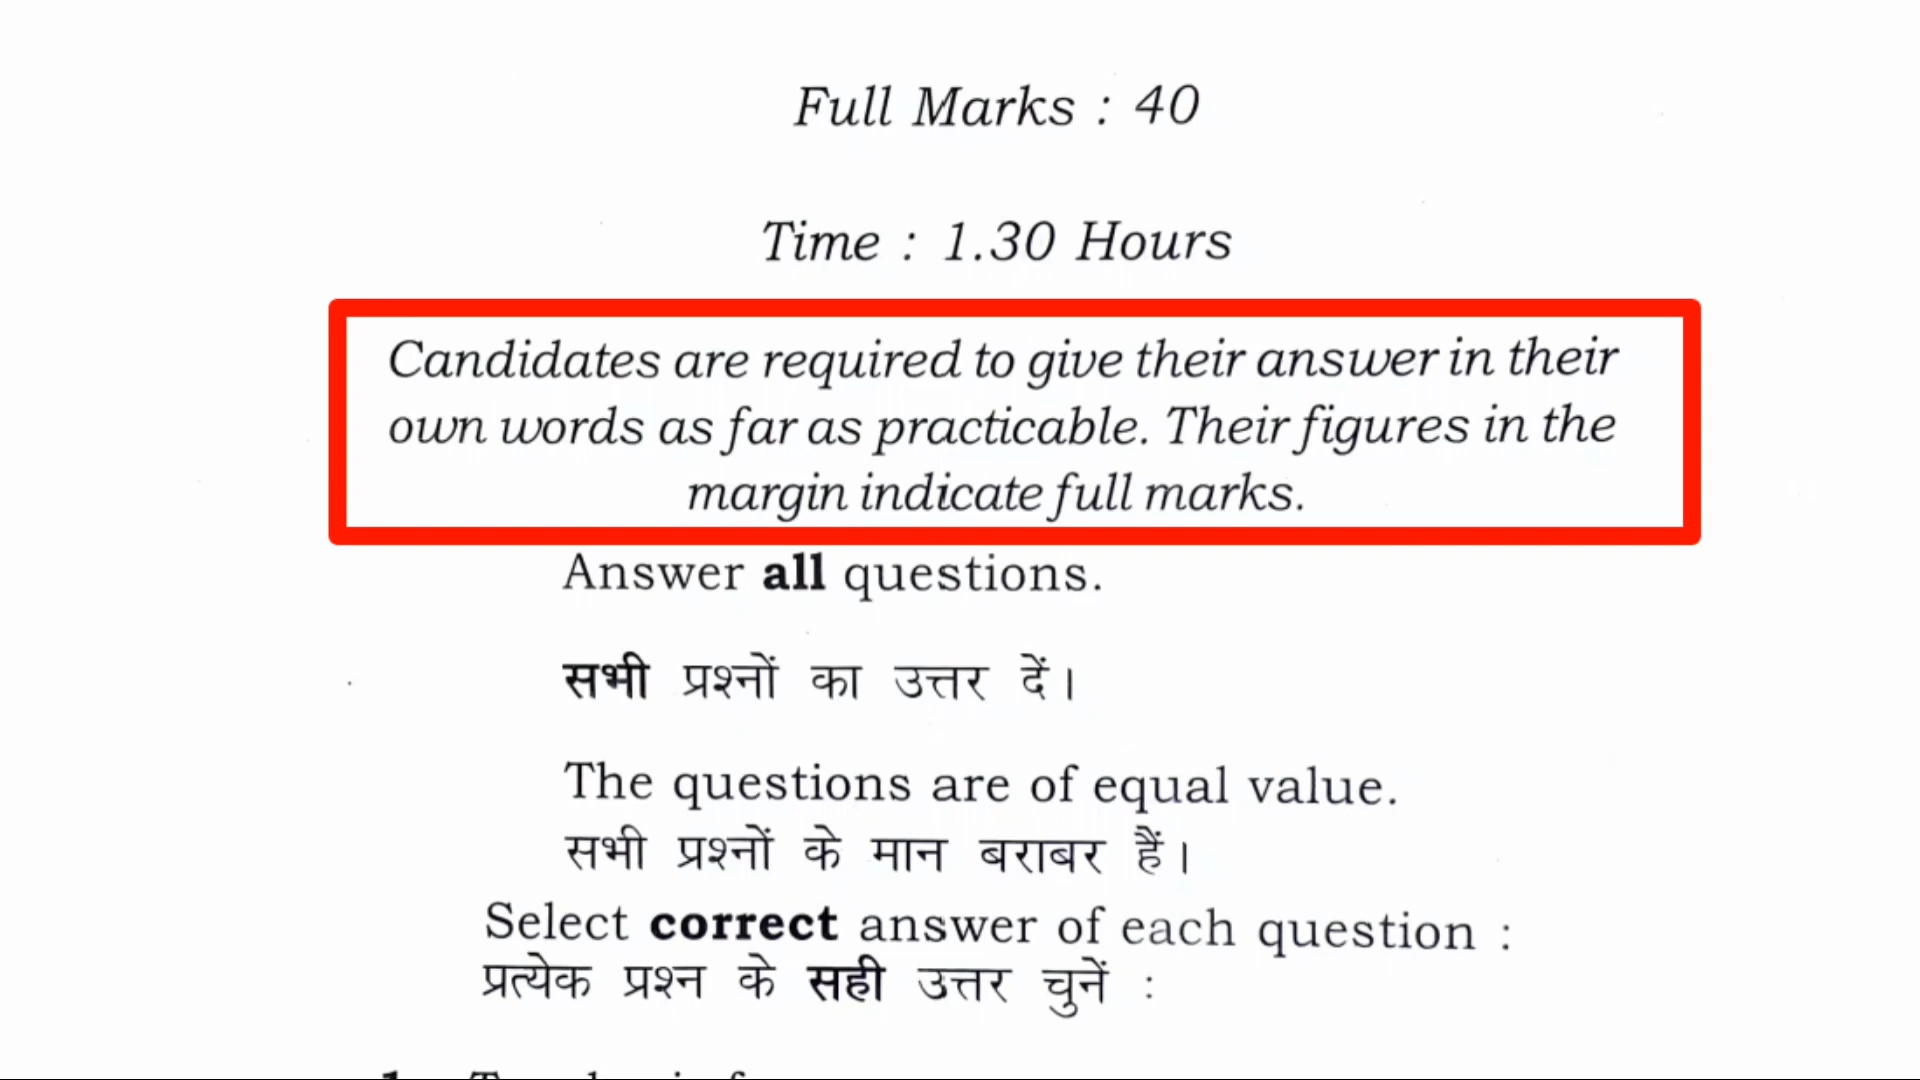 Full Marks : 40
Time : 1.30 Hours
Candidates are required to give their answer in their
own words as far as practicable. Their figures in the
margin indicate full marks.
Answer all questions.
सभी प्रश्नों का उत्तर दें।
The questions are of equal value.
सभी प्रश्नों के मान बराबर हैं।
Select correct answer of each question :
प्रत्येक प्रश्न के सही उत्तर चुनें :